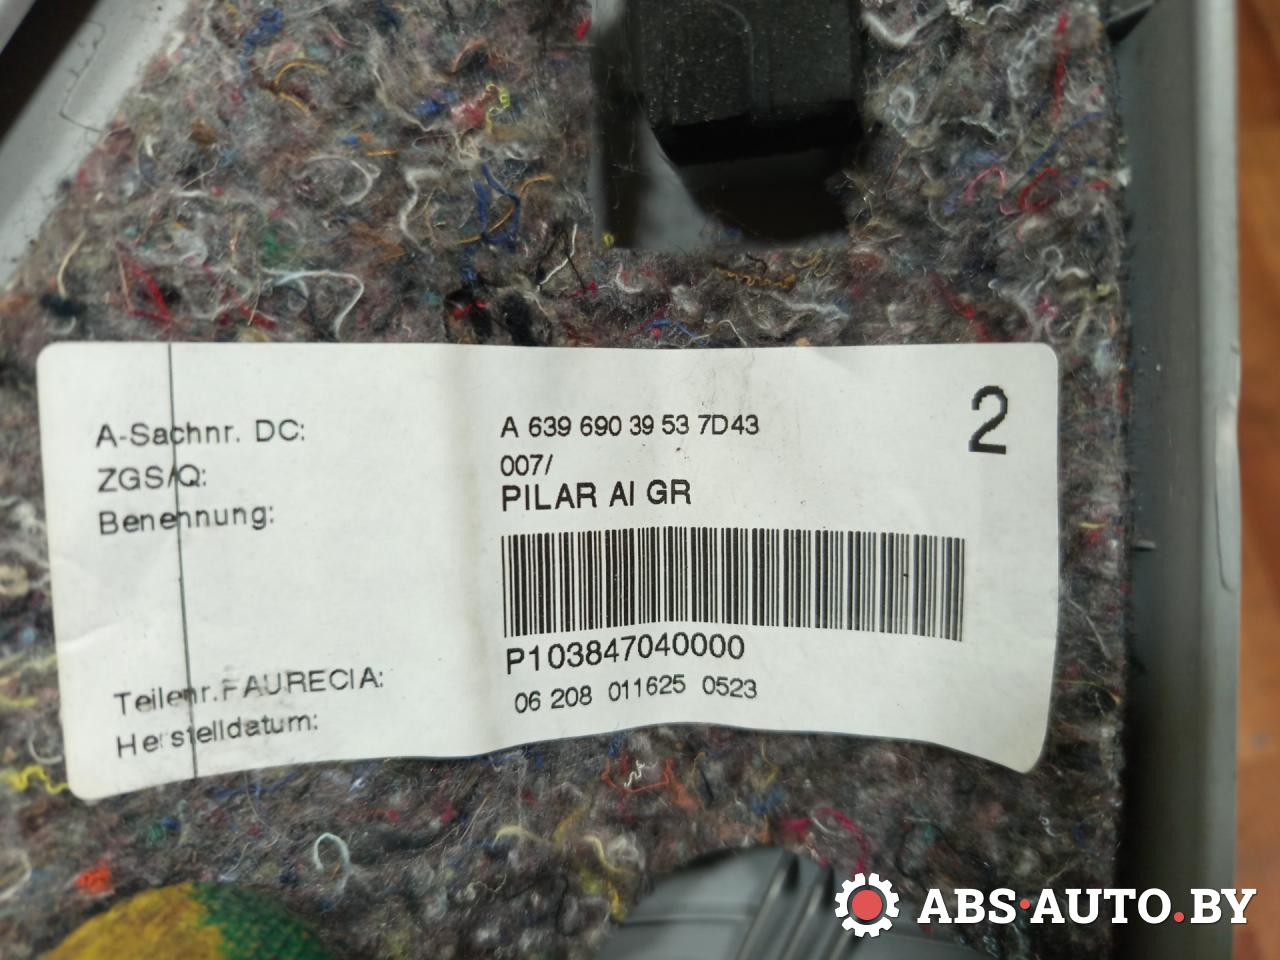 A-Sachnr. DC: A 639 690 39 53 7D43 2
ZGS/Q: 007/
Benennung: PILAR AI GR
Teilenr.FAURECIA: P103847040000
Herstelldatum: 06 208 011625 0523
ABS·AUTO.BY